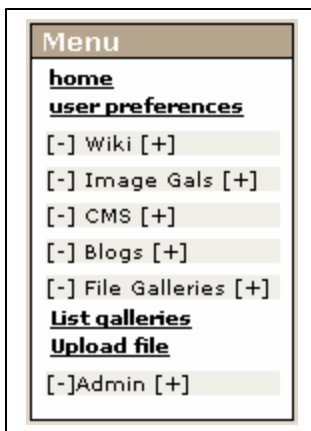 Menu
home
user preferences
[-] Wiki [+]
[-] Image Gals [+]
[-] CMS [+]
[-] Blogs [+]
[-] File Galleries [+]
List galleries
Upload file
[-]Admin [+]